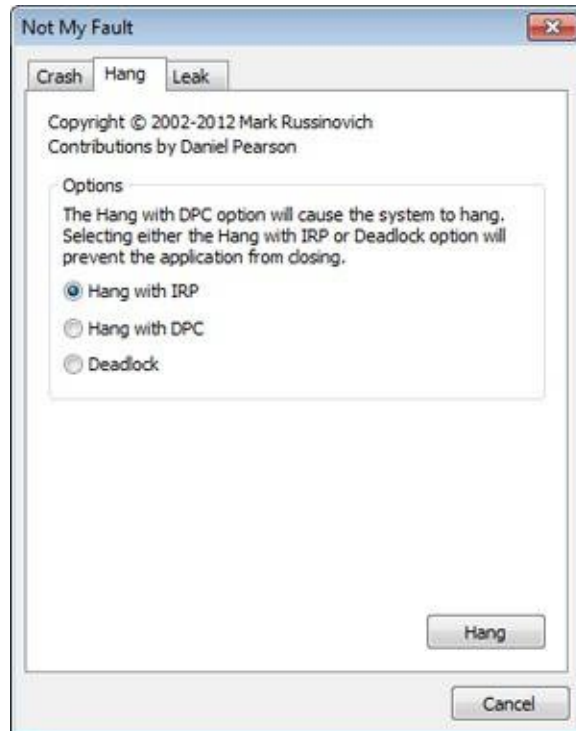 Not My Fault
Crash Hang Leak
Copyright © 2002-2012 Mark Russinovich
Contributions by Daniel Pearson
Options
The Hang with DPC option will cause the system to hang.
Selecting either the Hang with IRP or Deadlock option will
prevent the application from closing.
Hang with IRP
Hang with DPC
Deadlock
Hang
Cancel